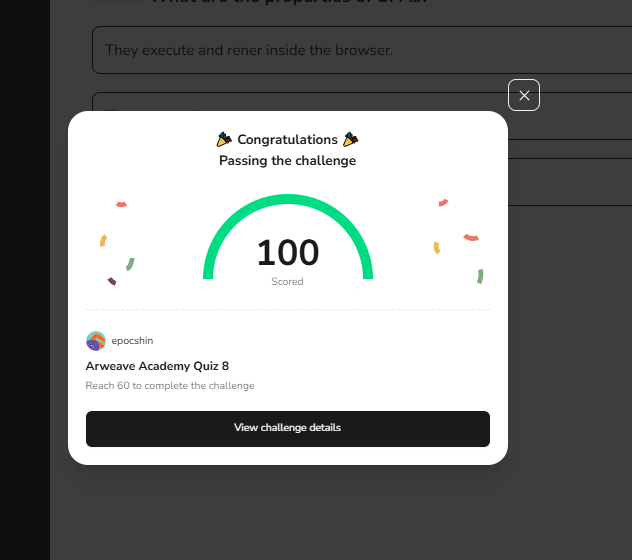 What are the properties of SPAs?
They execute and rener inside the browser.
Congratulations
Passing the challenge
100
Scored
epocshin
Arweave Academy Quiz 8
Reach 60 to complete the challenge
View challenge details